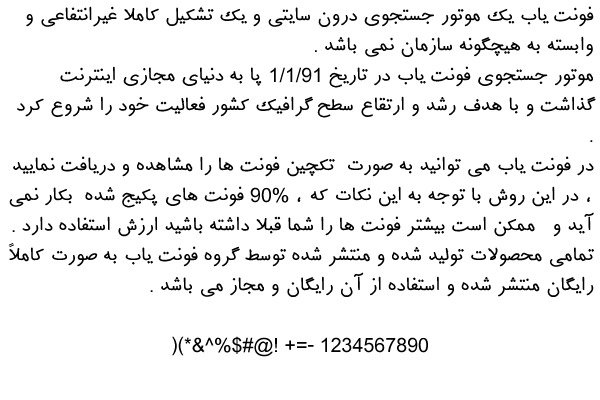 فونت یاب یک موتور جستجوی درون سایتی و یک تشکیل کاملا غیرانتفاعی و
وابسته به هیچگونه سازمان نمی باشد .
موتور جستجوی فونت یاب در تاریخ 1/1/91 پا به دنیای مجازی اینترنت
گذاشت و با هدف رشد و ارتقاع سطح گرافیک کشور فعالیت خود را شروع کرد
.
در فونت یاب می توانید به صورت  تکچین فونت ها را مشاهده و دریافت نمایید
، در این روش با توجه به این نکات که ، 90% فونت های پکیج شده  بکار نمی
آید و   ممکن است بیشتر فونت ها را شما قبلا داشته باشید ارزش استفاده دارد .
تمامی محصولات تولید شده و منتشر شده توسط گروه فونت یاب به صورت کاملاً
رایگان منتشر شده و استفاده از آن رایگان و مجاز می باشد .
)(*&^%$#@! +=- 1234567890